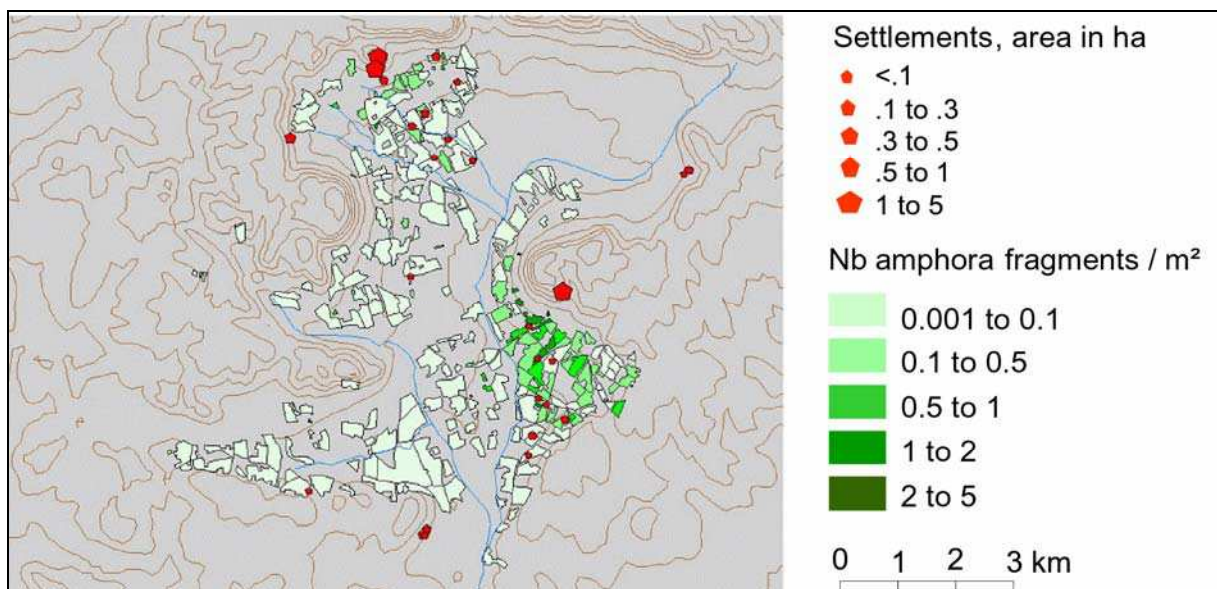 Settlements, area in ha
<.1
.1 to .3
.3 to .5
.5 to 1
1 to 5
Nb amphora fragments / m²
0.001 to 0.1
0.1 to 0.5
0.5 to 1
1 to 2
2 to 5
0 1 2 3 km